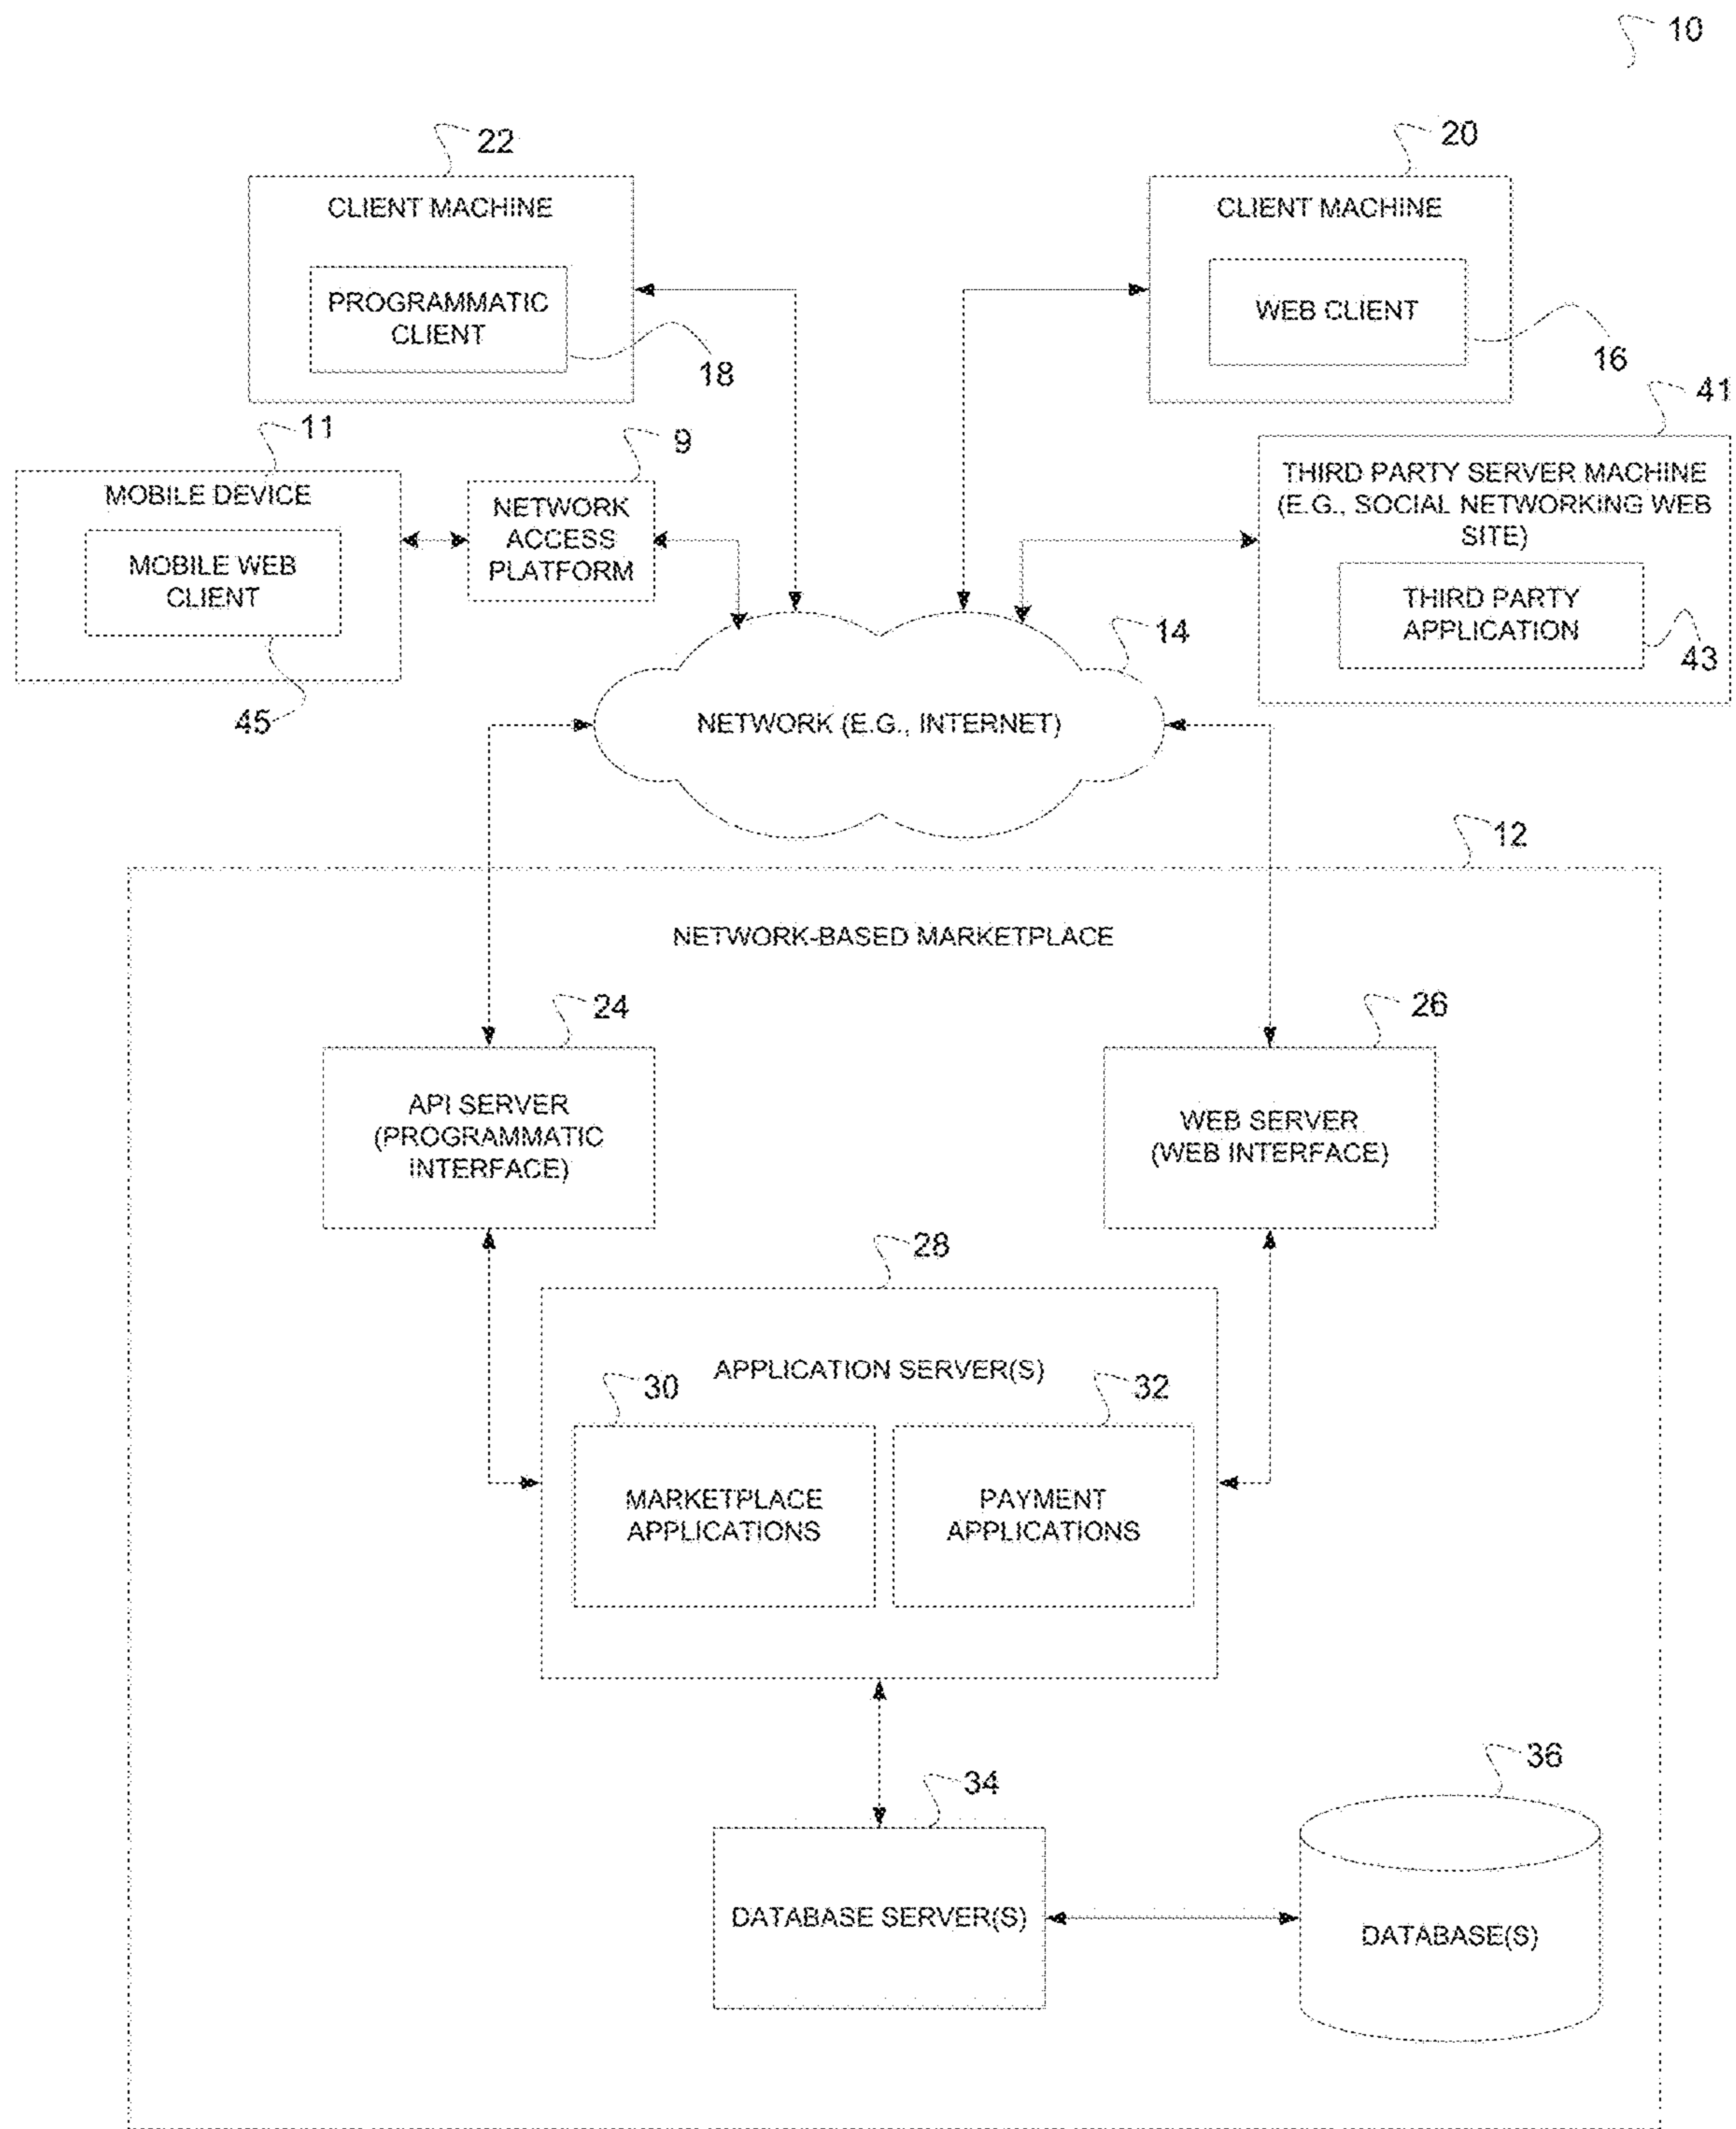 10
22
CLIENT MACHINE
PROGRAMMATIC
CLIENT
18
20
CLIENT MACHINE
WEB CLIENT
16
11
MOBILE DEVICE
MOBILE WEB
CLIENT
45
9
NETWORK
ACCESS
PLATFORM
41
THIRD PARTY SERVER MACHINE
(E.G., SOCIAL NETWORKING WEB
SITE)
THIRD PARTY
APPLICATION
43
14
NETWORK (E.G., INTERNET)
12
NETWORK-BASED MARKETPLACE
24
API SERVER
(PROGRAMMATIC
INTERFACE)
26
WEB SERVER
(WEB INTERFACE)
28
APPLICATION SERVER(S)
30
MARKETPLACE
APPLICATIONS
32
PAYMENT
APPLICATIONS
34
DATABASE SERVER(S)
36
DATABASE(S)